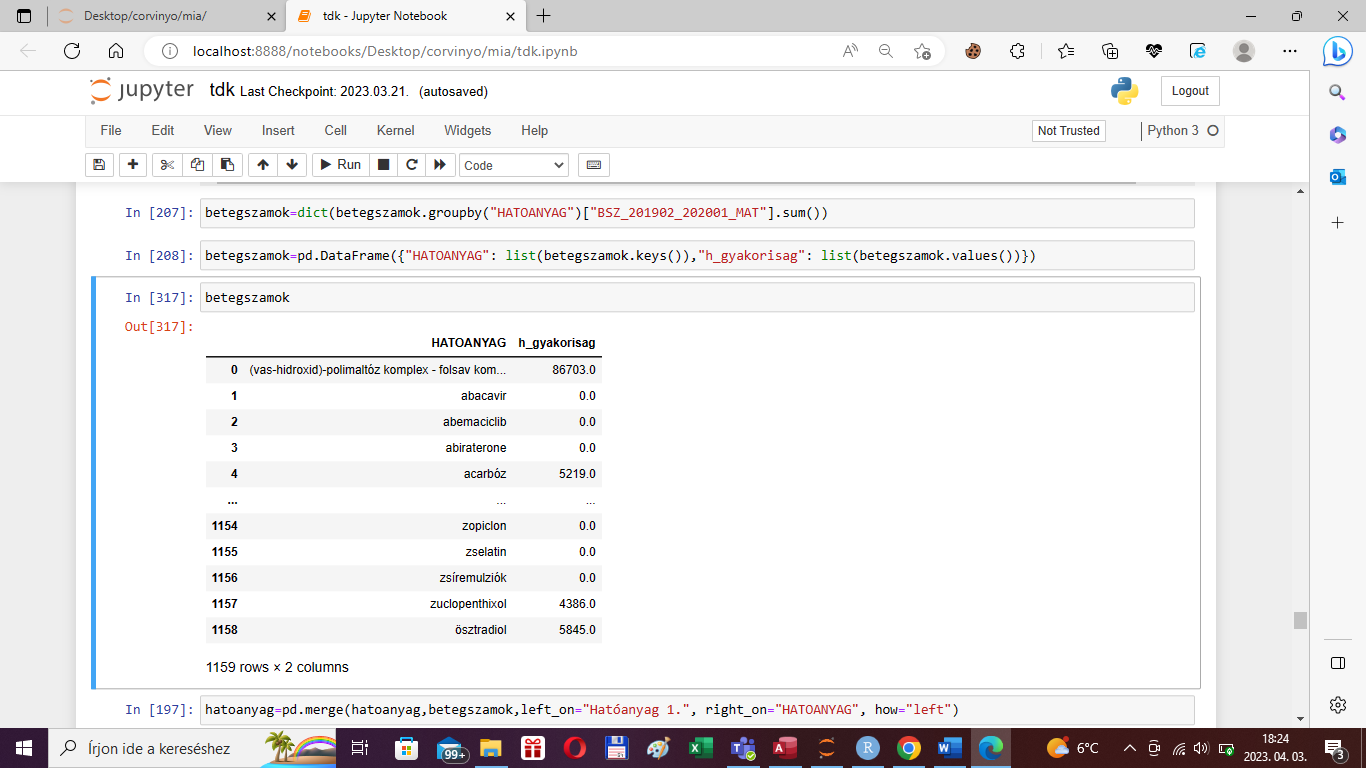 Desktop/corvinyo/mia/
tdk - Jupyter Notebook
localhost:8888/notebooks/Desktop/corvinyo/mia/tdk.ipynb
jupyter tdk Last Checkpoint: 2023.03.21. (autosaved)
Logout
File Edit View Insert Cell Kernel Widgets Help
Not Trusted
Python 3
Run
Code
In [207]: betegszamok=dict(betegszamok.groupby("HATOANYAG")["BSZ_201902_202001_MAT"].sum())
In [208]: betegszamok=pd.DataFrame({"HATOANYAG": list(betegszamok.keys()),"h_gyakorisag": list(betegszamok.values())})
In [317]: betegszamok
Out[317]:
HATOANYAG h_gyakorisag
0 (vas-hidroxid)-polimaltóz komplex - folsav kom... 86703.0
1 abacavir 0.0
2 abemaciclib 0.0
3 abiraterone 0.0
4 acarbóz 5219.0
... ... ...
1154 zopiclon 0.0
1155 zselatin 0.0
1156 zsíremulziók 0.0
1157 zuclopenthixol 4386.0
1158 ösztradiol 5845.0
1159 rows × 2 columns
In [197]: hatoanyag=pd.merge(hatoanyag,betegszamok,left_on="Hatóanyag 1.", right_on="HATOANYAG", how="left")
Írjon ide a kereséshez
99+
6°C
18:24
2023. 04. 03.
3